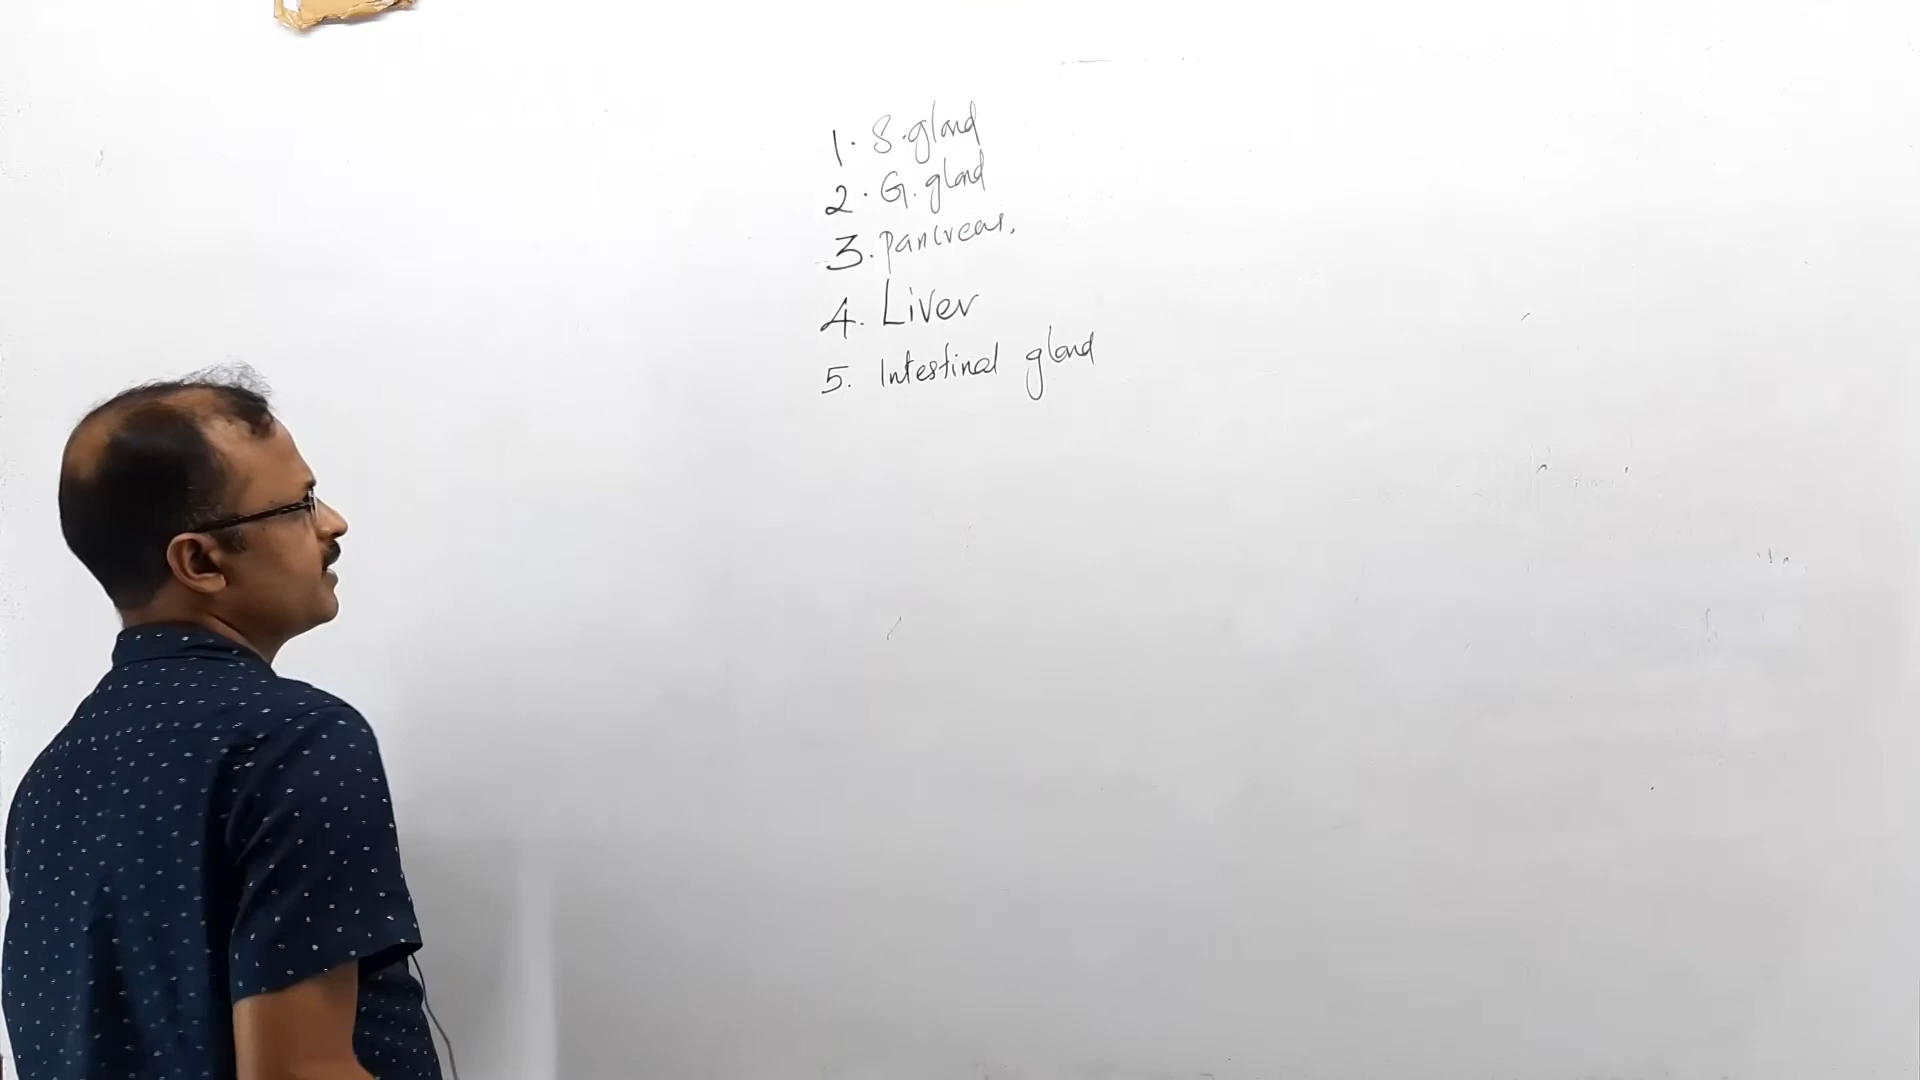 1. S. gland
2. G. gland
3. Pancreas.
4. Liver
5. Intestinal gland